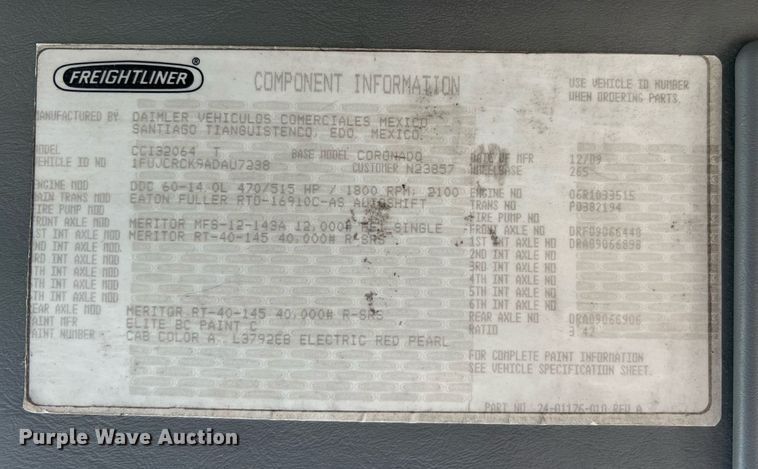 FREIGHTLINER®
COMPONENT INFORMATION
USE VEHICLE ID NUMBER
WHEN ORDERING PARTS.
MANUFACTURED BY DAIMLER VEHICULOS COMERCIALES MEXICO
SANTIAGO TIANGUISTENCO, EDO. MEXICO.
MODEL CC132064 T BASE MODEL CORONADO DATE OF MFR 12/09
VEHICLE ID NO 1FUJCRCK9ADAU7238 CUSTOMER N23857 WHEELBASE 265
ENGINE MOD DDC 60-14.0L 470/515 HP / 1800 RPM, 2100 ENGINE NO 06R1033515
MAIN TRANS MOD EATON FULLER RTO-16910C-AS AUTOSHIFT TRANS NO P0382194
FIRE PUMP MOD FIRE PUMP NO
FRONT AXLE MOD MERITOR MFS-12-143A 12,000# SINGLE FRONT AXLE NO DRF09066440
1ST INT AXLE MOD MERITOR RT-40-145 40,000# R-SRS 1ST INT AXLE NO DRA09066898
2ND INT AXLE MOD 2ND INT AXLE NO
3RD INT AXLE MOD 3RD INT AXLE NO
4TH INT AXLE MOD 4TH INT AXLE NO
5TH INT AXLE MOD 5TH INT AXLE NO
6TH INT AXLE MOD 6TH INT AXLE NO
REAR AXLE MOD MERITOR RT-40-145 40,000# R-SRS REAR AXLE NO DRA09066906
PAINT MFR ELITE BC PAINT C RATIO 3.42
PAINT NUMBER CAB COLOR A. L3792EB ELECTRIC RED PEARL
FOR COMPLETE PAINT INFORMATION
SEE VEHICLE SPECIFICATION SHEET.
PART NO. 24-01176-010 REV A
Purple Wave Auction